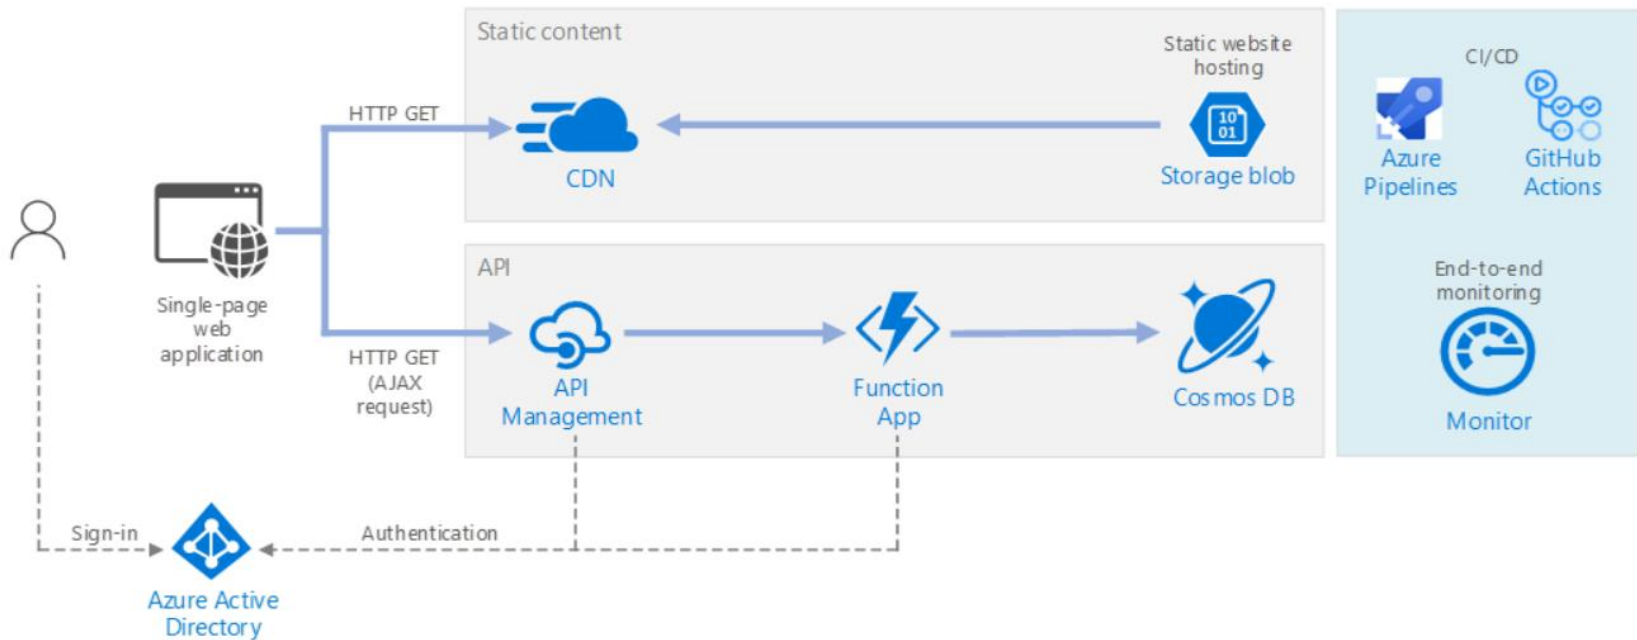 Static content
Static website
hosting
CI/CD
HTTP GET
10
01
CDN
Storage blob
Azure
Pipelines
GitHub
Actions
API
End-to-end
monitoring
Single-page
web
application
HTTP GET
(AJAX
request)
API
Management
Function
App
Cosmos DB
Monitor
Sign-in
Authentication
Azure Active
Directory